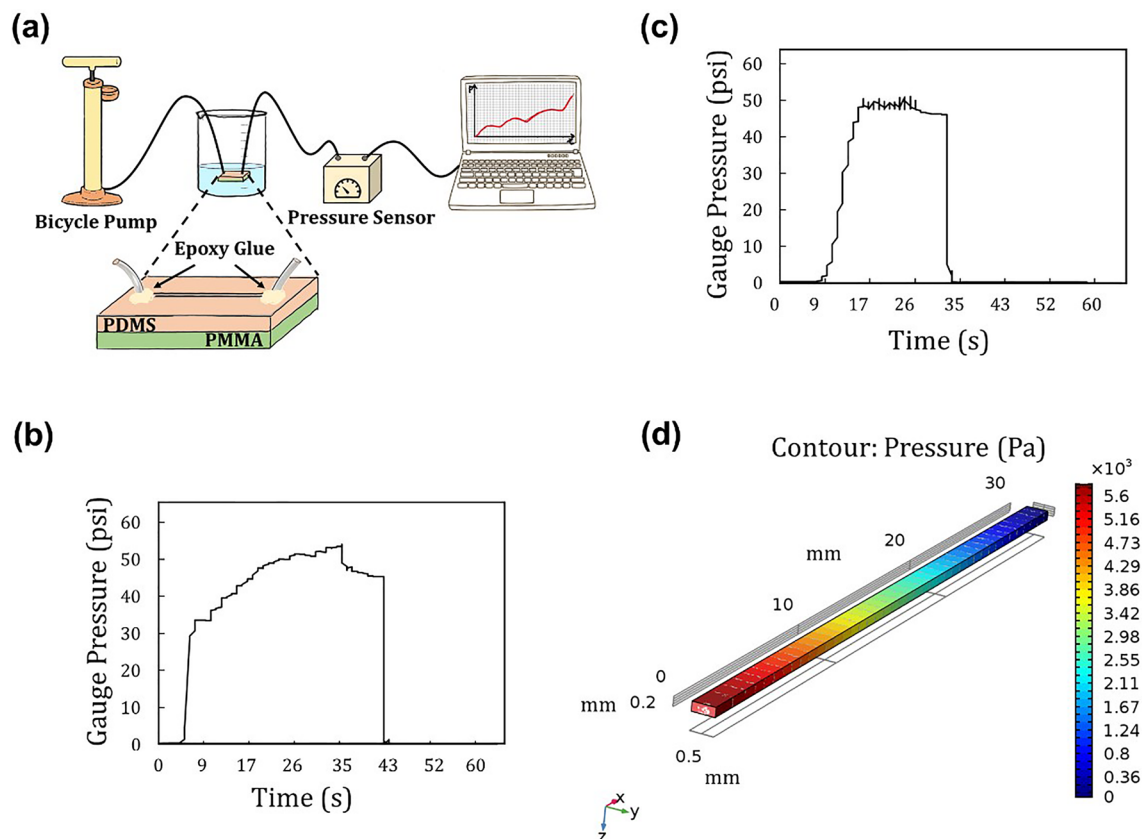 (a)
P
t
Bicycle Pump
Pressure Sensor
Epoxy Glue
PDMS
PMMA
(b)
Gauge Pressure (psi)
60
50
40
30
20
10
0
0 9 17 26 35 43 52 60
Time (s)
(c)
Gauge Pressure (psi)
60
50
40
30
20
10
0
0 9 17 26 35 43 52 60
Time (s)
(d)
Contour: Pressure (Pa)
×10³
30
20
mm
10
0
mm 0.2
0.5
mm
x
y
z
5.6
5.16
4.73
4.29
3.86
3.42
2.98
2.55
2.11
1.67
1.24
0.8
0.36
0